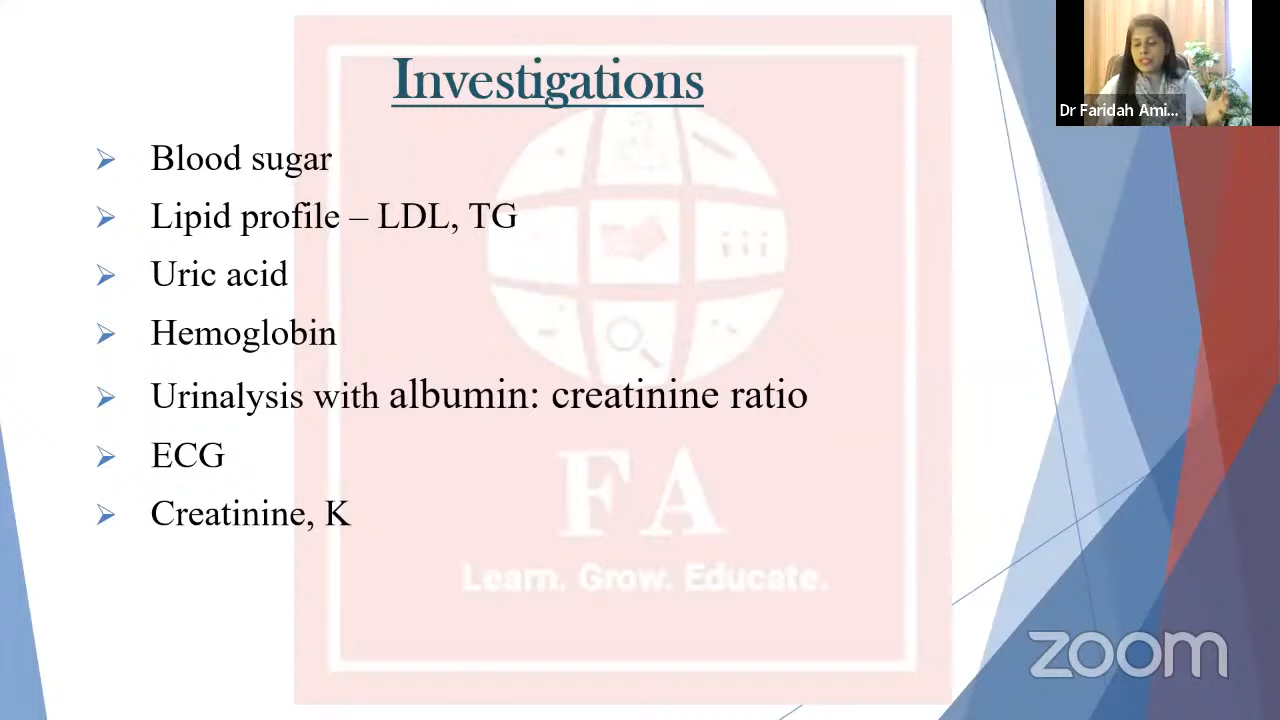 Investigations
Dr Faridah Ami...
Blood sugar
Lipid profile – LDL, TG
Uric acid
Hemoglobin
Urinalysis with albumin: creatinine ratio
ECG
Creatinine, K
FA
Learn. Grow. Educate.
zoom